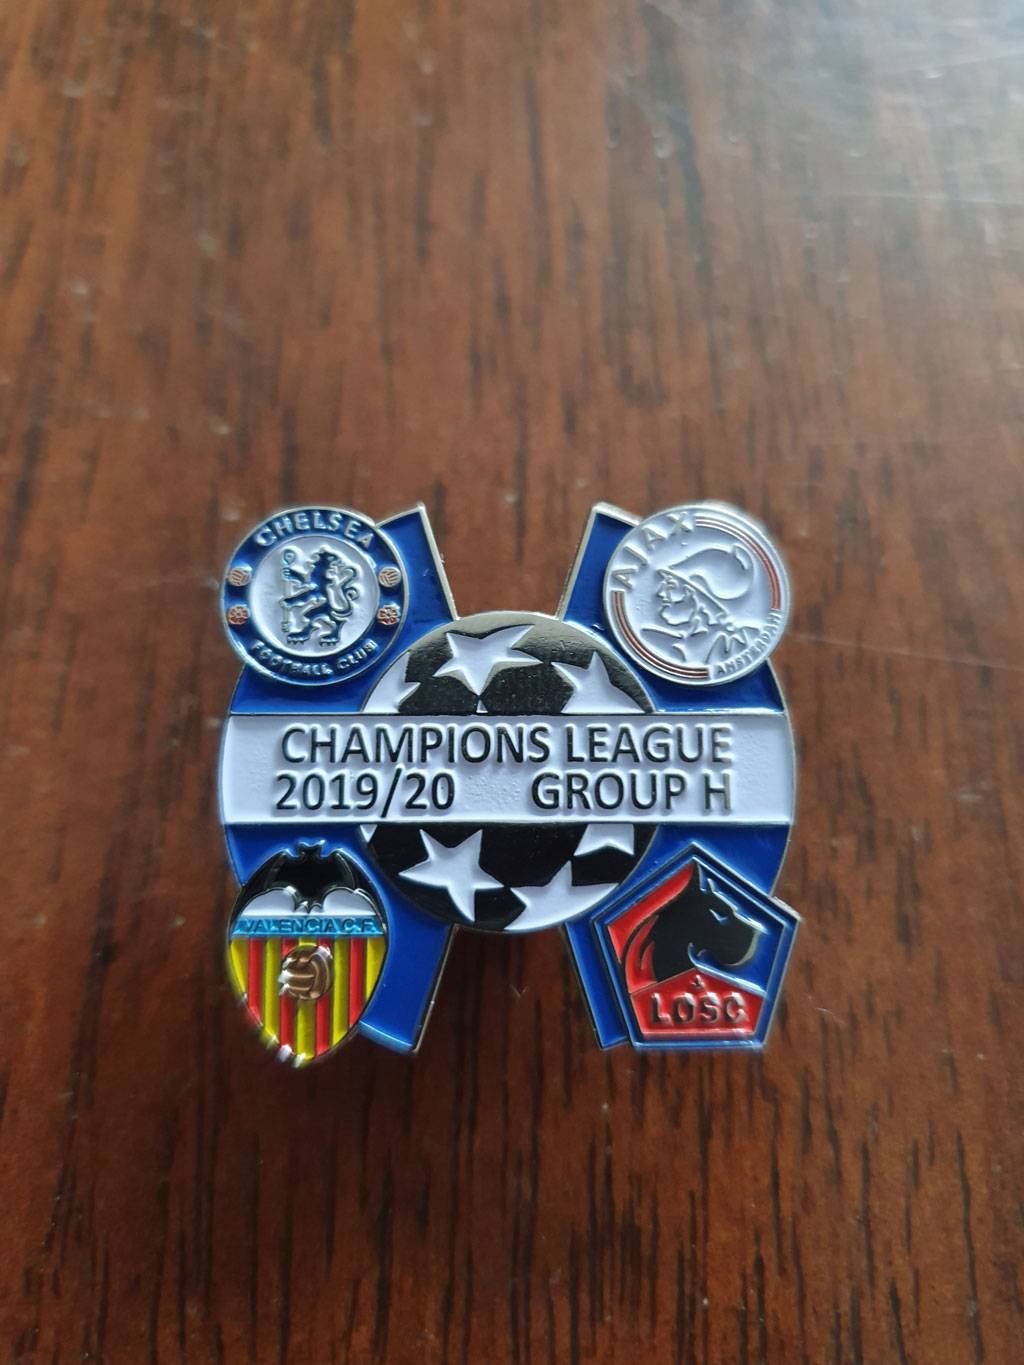 CHELSEA
FOOTBALL CLUB
AJAX
AMSTERDAM
CHAMPIONS LEAGUE
2019/20 GROUP H
VALENCIA C.F.
LOSC